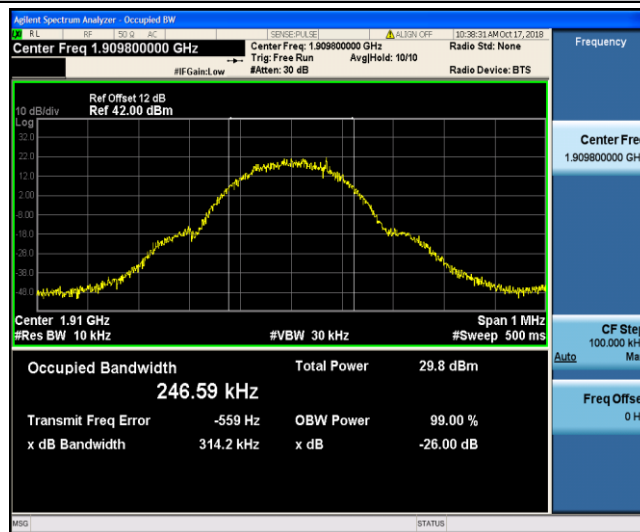 Agilent Spectrum Analyzer - Occupied BW
RL RF 50 Ω AC SENSE:PULSE ALIGN OFF 10:38:31 AM Oct 17, 2018
Center Freq 1.909800000 GHz
Center Freq: 1.909800000 GHz
Radio Std: None
Trig: Free Run Avg|Hold: 10/10
#IFGain:Low #Atten: 30 dB Radio Device: BTS
Ref Offset 12 dB
10 dB/div Ref 42.00 dBm
Log
32.0
22.0
12.0
2.00
-8.00
-18.0
-28.0
-38.0
-48.0
Center 1.91 GHz Span 1 MHz
#Res BW 10 kHz #VBW 30 kHz #Sweep 500 ms
Occupied Bandwidth Total Power 29.8 dBm
246.59 kHz
Transmit Freq Error -559 Hz OBW Power 99.00 %
x dB Bandwidth 314.2 kHz x dB -26.00 dB
MSG STATUS
Frequency
Center Fre
1.909800000 GH
CF Step
100.000 kH
Auto Ma
Freq Offse
0 H